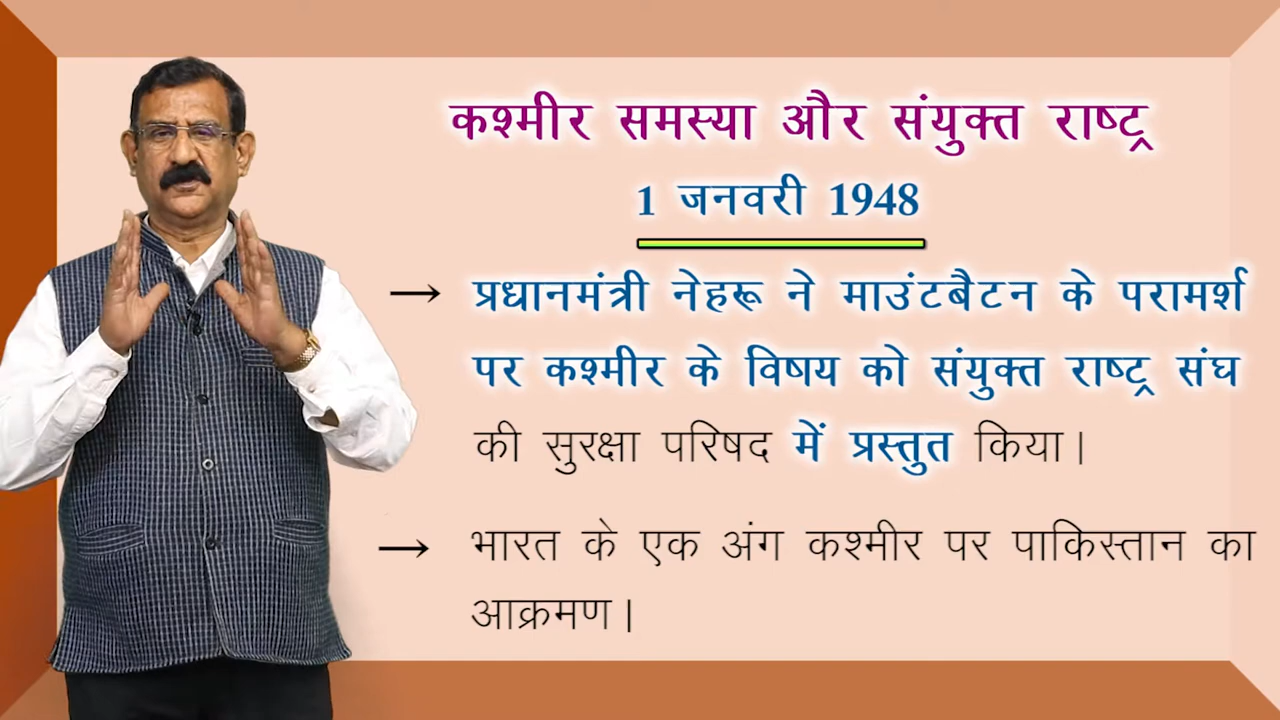 कश्मीर समस्या और संयुक्त राष्ट्र
1 जनवरी 1948
→ प्रधानमंत्री नेहरू ने माउंटबैटन के परामर्श
पर कश्मीर के विषय को संयुक्त राष्ट्र संघ
की सुरक्षा परिषद में प्रस्तुत किया।
→ भारत के एक अंग कश्मीर पर पाकिस्तान का
आक्रमण।